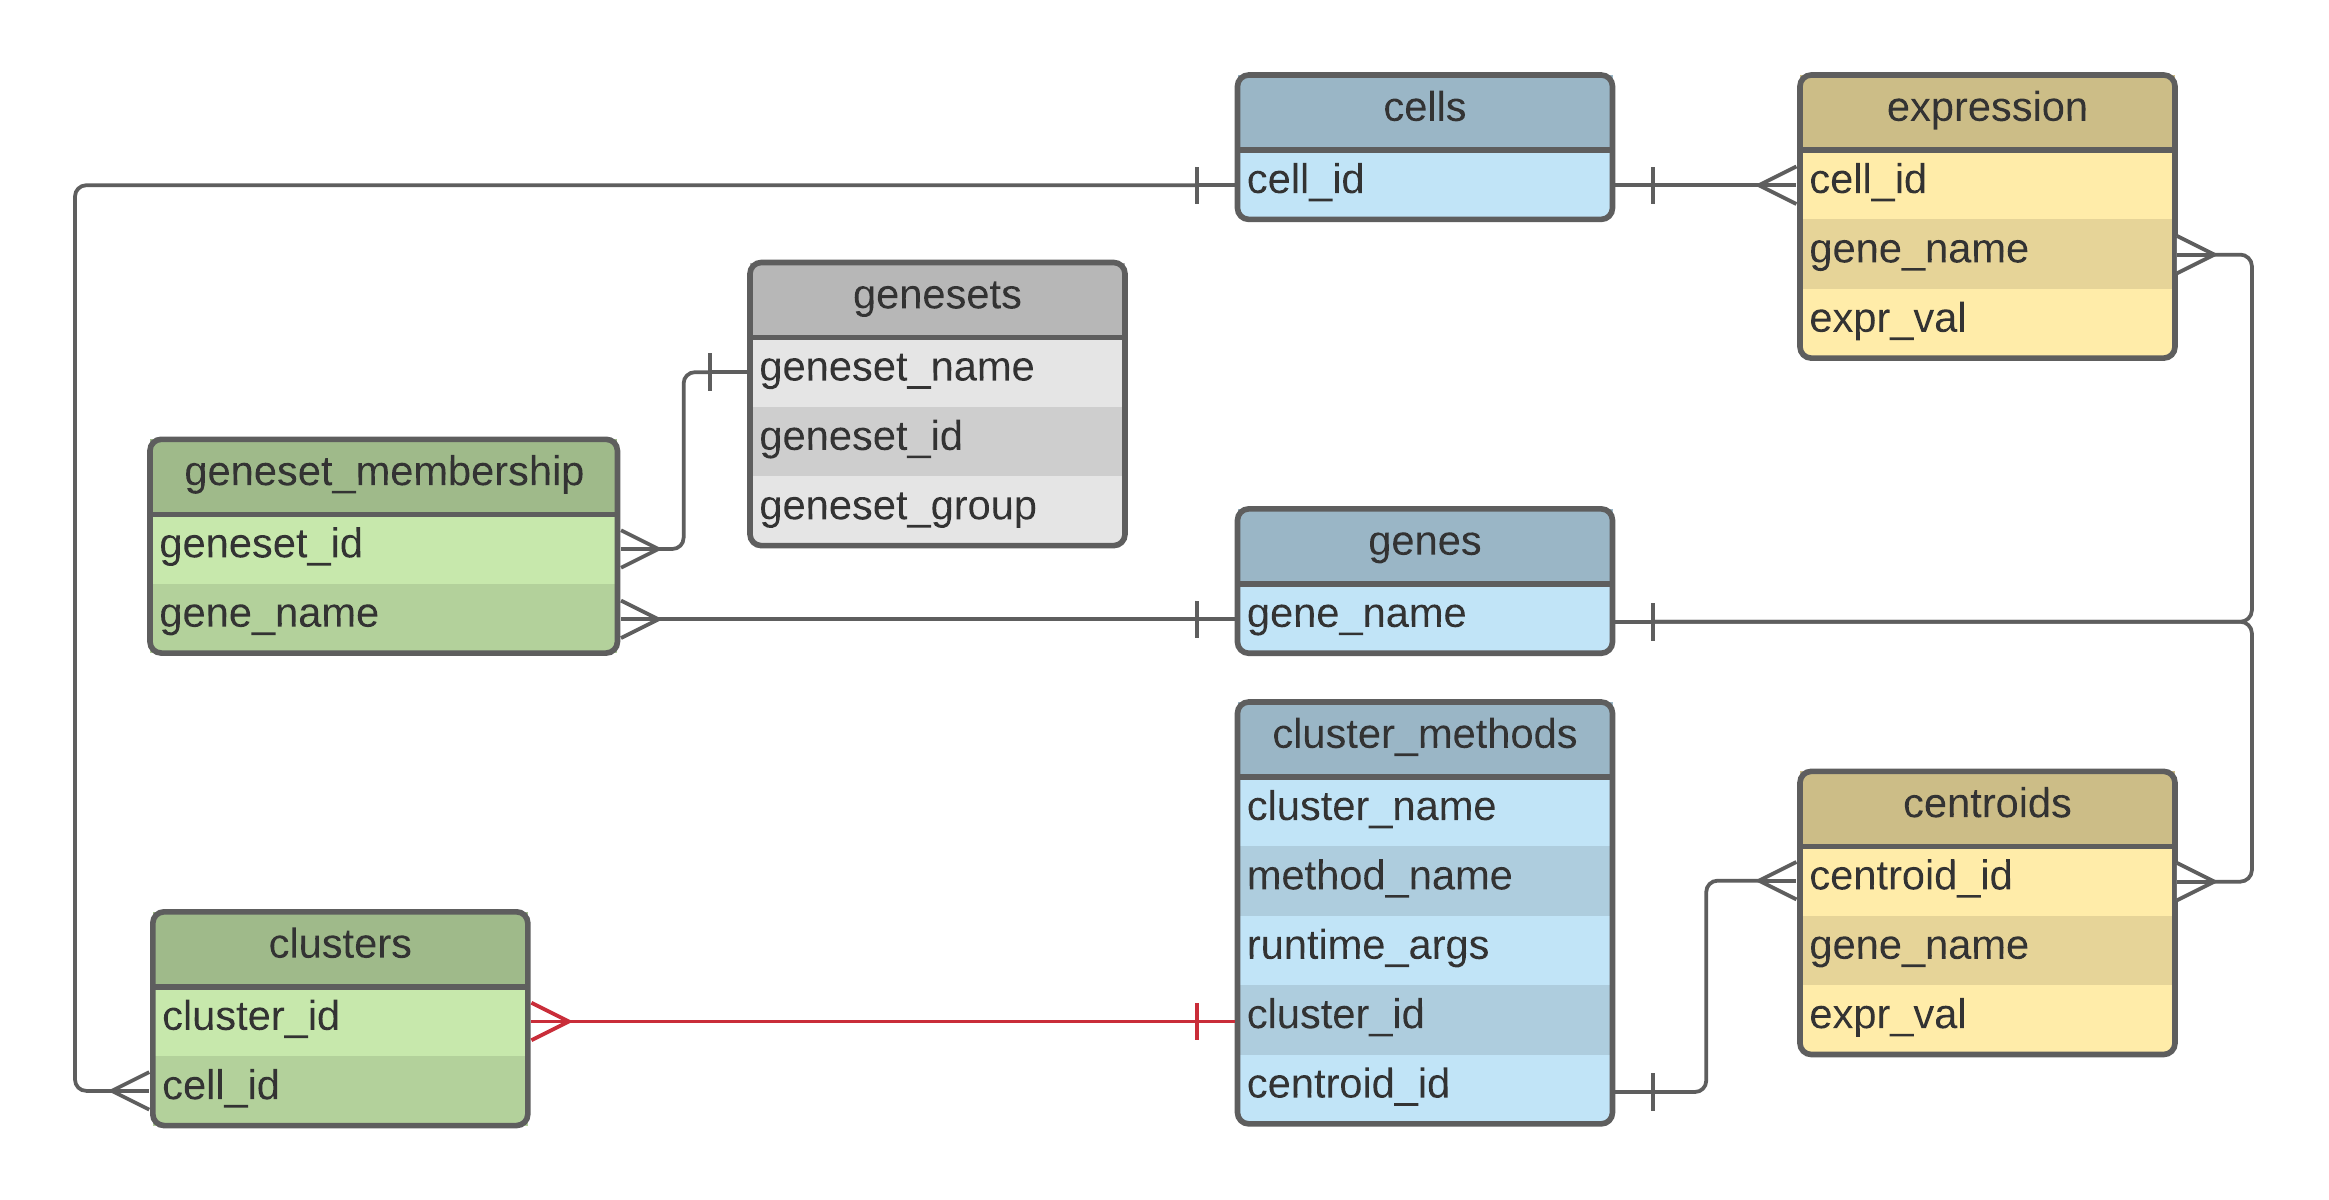 cells
cell_id
expression
cell_id
gene_name
expr_val
genesets
geneset_name
geneset_id
geneset_group
geneset_membership
geneset_id
gene_name
genes
gene_name
cluster_methods
cluster_name
method_name
runtime_args
cluster_id
centroid_id
centroids
centroid_id
gene_name
expr_val
clusters
cluster_id
cell_id